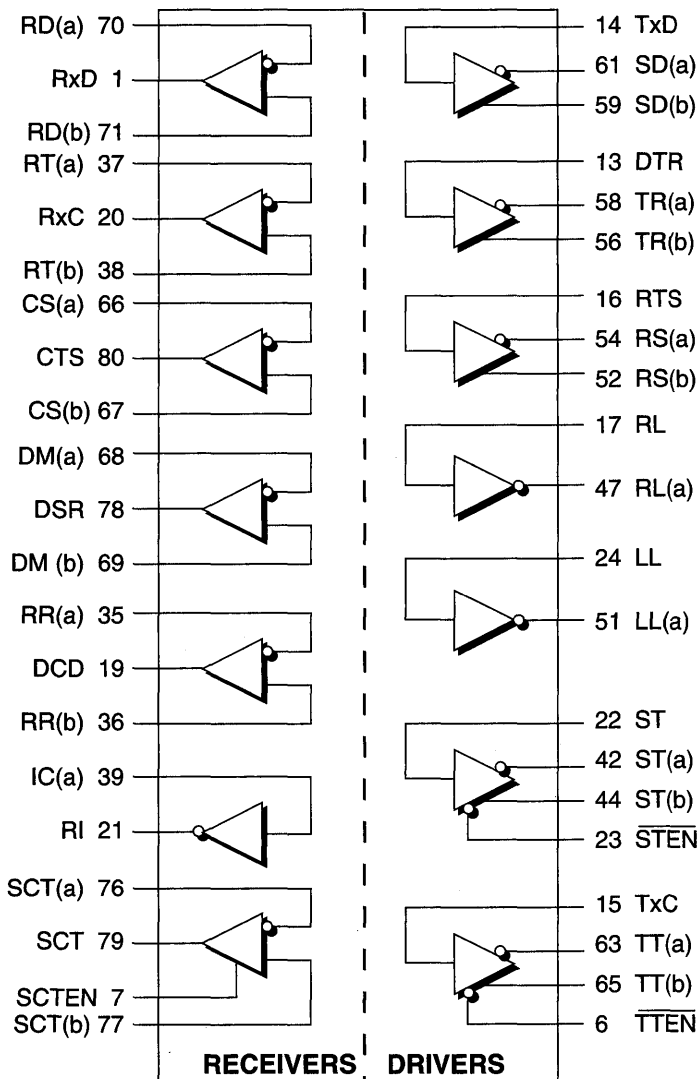 RD(a) 70
RxD 1
RD(b) 71
RT(a) 37
RxC 20
RT(b) 38
CS(a) 66
CTS 80
CS(b) 67
DM(a) 68
DSR 78
DM (b) 69
RR(a) 35
DCD 19
RR(b) 36
IC(a) 39
RI 21
SCT(a) 76
SCT 79
SCTEN 7
SCT(b) 77
RECEIVERS
14 TxD
61 SD(a)
59 SD(b)
13 DTR
58 TR(a)
56 TR(b)
16 RTS
54 RS(a)
52 RS(b)
17 RL
47 RL(a)
24 LL
51 LL(a)
22 ST
42 ST(a)
44 ST(b)
23 STEN
15 TxC
63 TT(a)
65 TT(b)
6 TTEN
DRIVERS